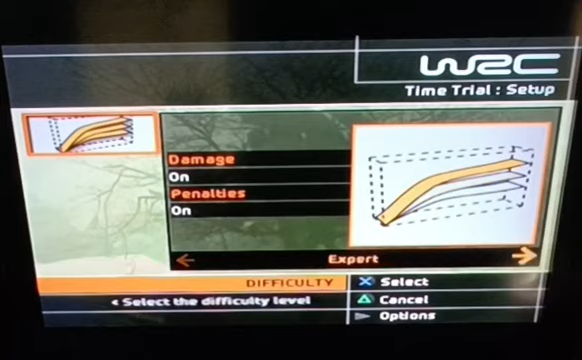 WRC
Time Trial : Setup
Damage
On
Penalties
On
Expert
DIFFICULTY
Select
Select the difficulty level
Cancel
Options